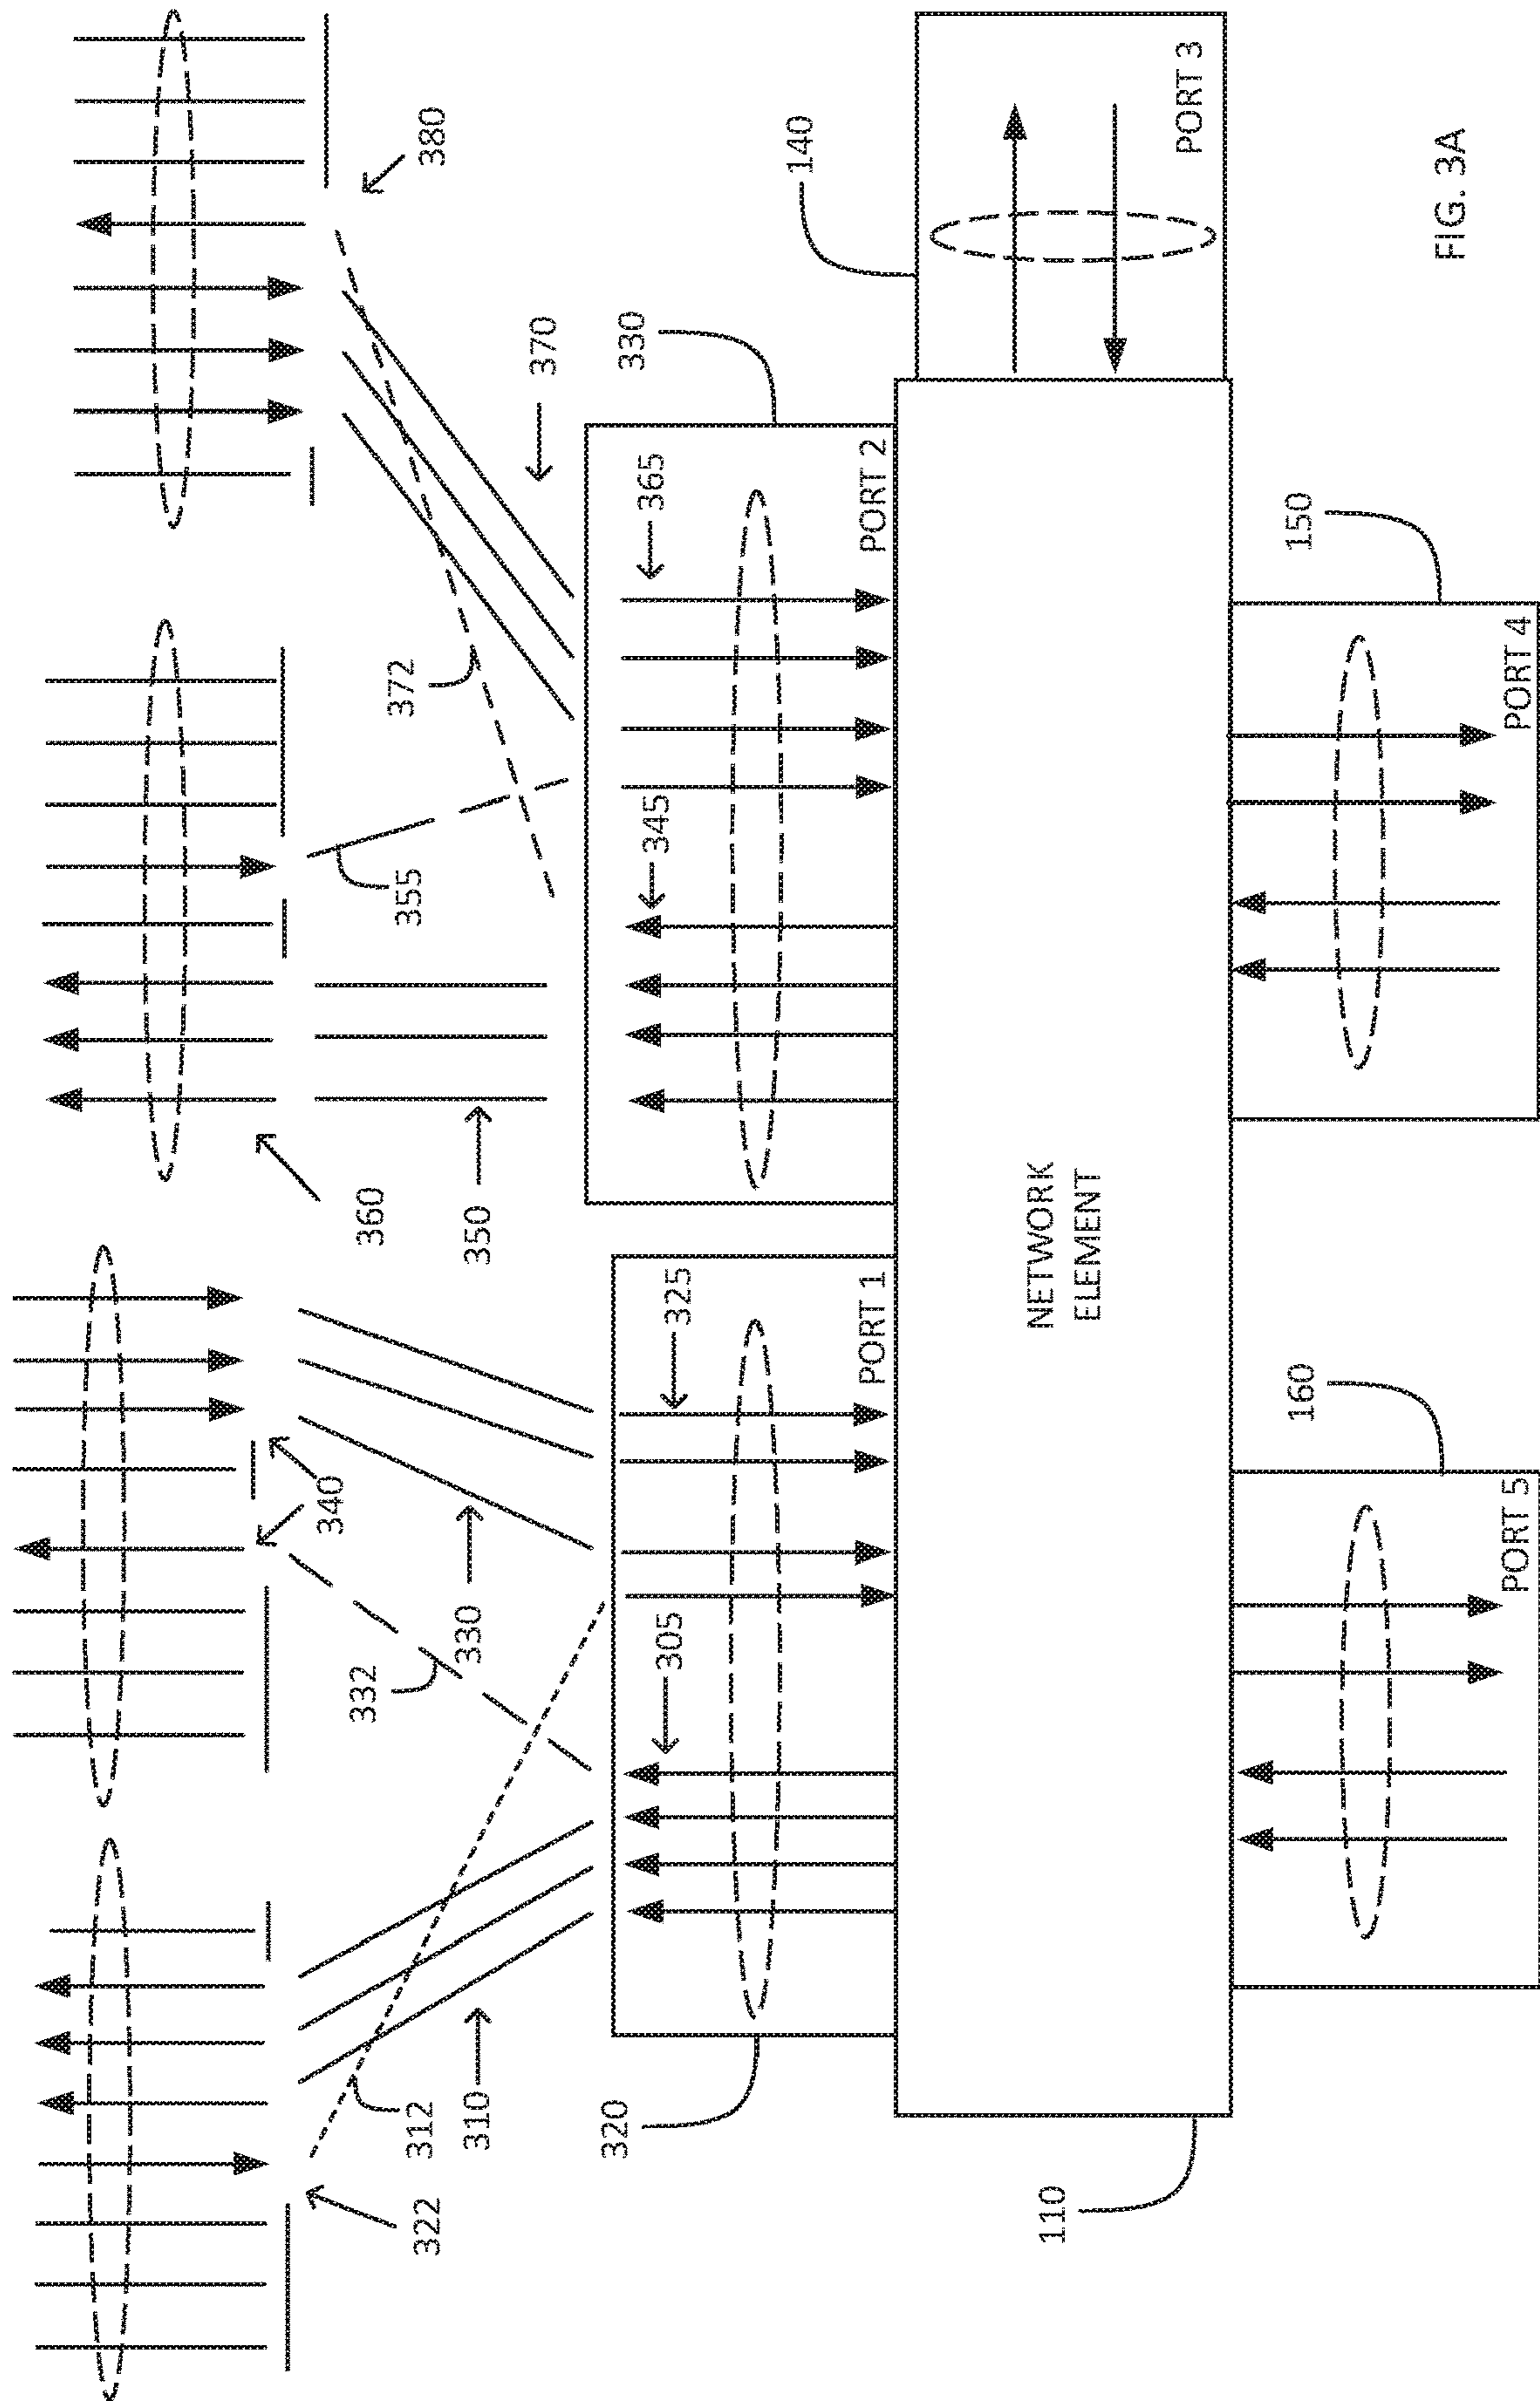 340
332
360
322
312
355
372
380
310
330
350
370
320
330
305
325
345
365
140
PORT 1
PORT 2
NETWORK
ELEMENT
110
PORT 3
160
150
PORT 5
PORT 4
FIG. 3A